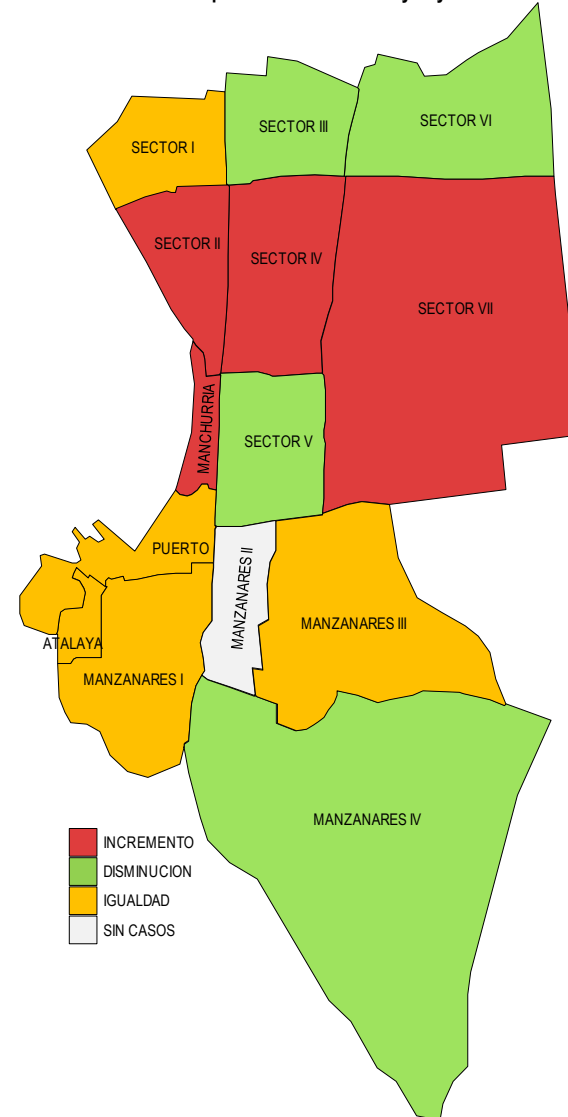 SECTOR I
SECTOR III
SECTOR VI
SECTOR II
SECTOR IV
SECTOR VII
MANCHURRIA
SECTOR V
PUERTO
MANZANARES II
MANZANARES III
ATALAYA
MANZANARES I
MANZANARES IV
INCREMENTO
DISMINUCION
IGUALDAD
SIN CASOS